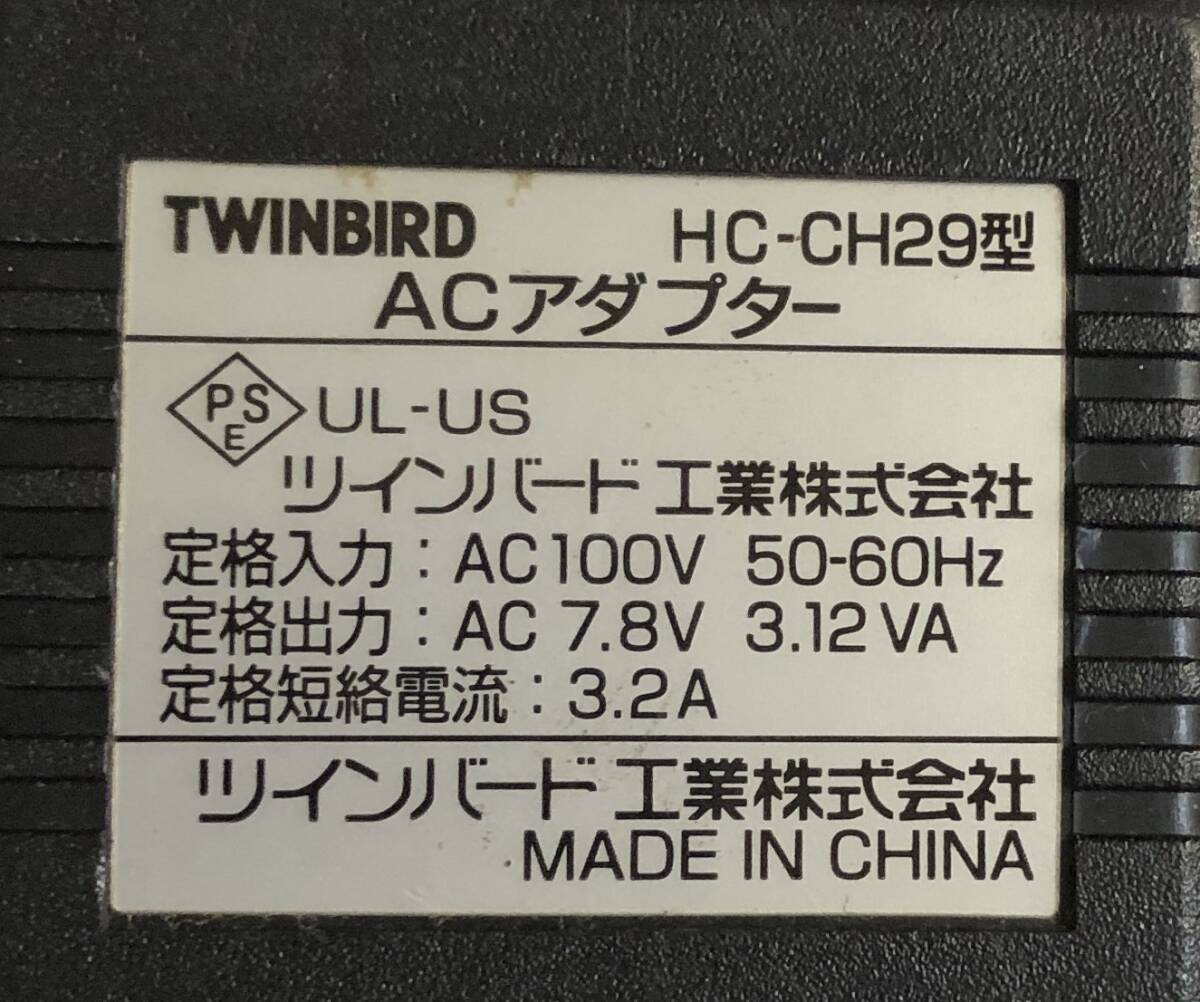 TWINBIRD HC-CH29型
ACアダプター
PSE UL-US
ツインバード工業株式会社
定格入力：AC100V 50-60Hz
定格出力：AC 7.8V 3.12VA
定格短絡電流：3.2A
ツインバード工業株式会社
MADE IN CHINA